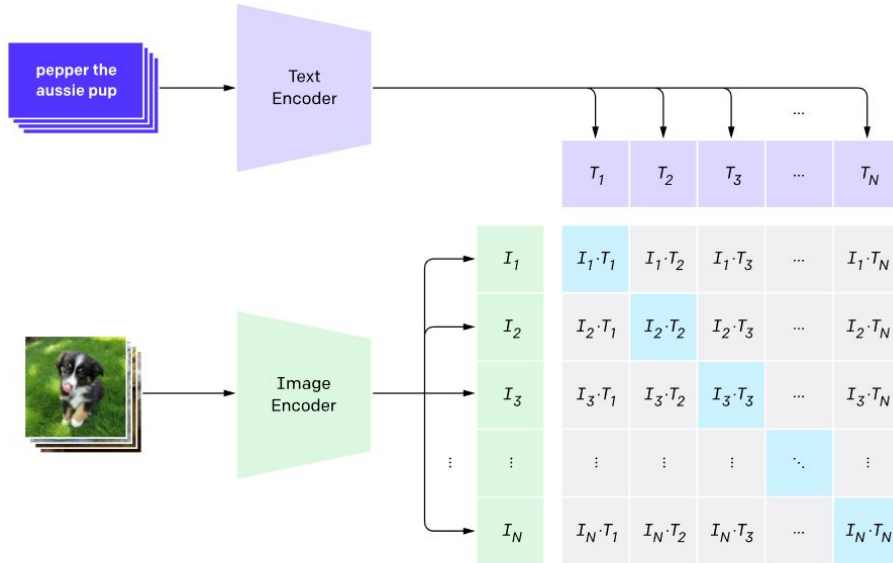 pepper the
aussie pup
Text
Encoder
...
T1 T2 T3 ... TN
I1 I1·T1 I1·T2 I1·T3 ... I1·TN
I2 I2·T1 I2·T2 I2·T3 ... I2·TN
Image
Encoder
I3 I3·T1 I3·T2 I3·T3 ... I3·TN
⋮ ⋮ ⋮ ⋮ ⋮ ⋱ ⋮
IN IN·T1 IN·T2 IN·T3 ... IN·TN